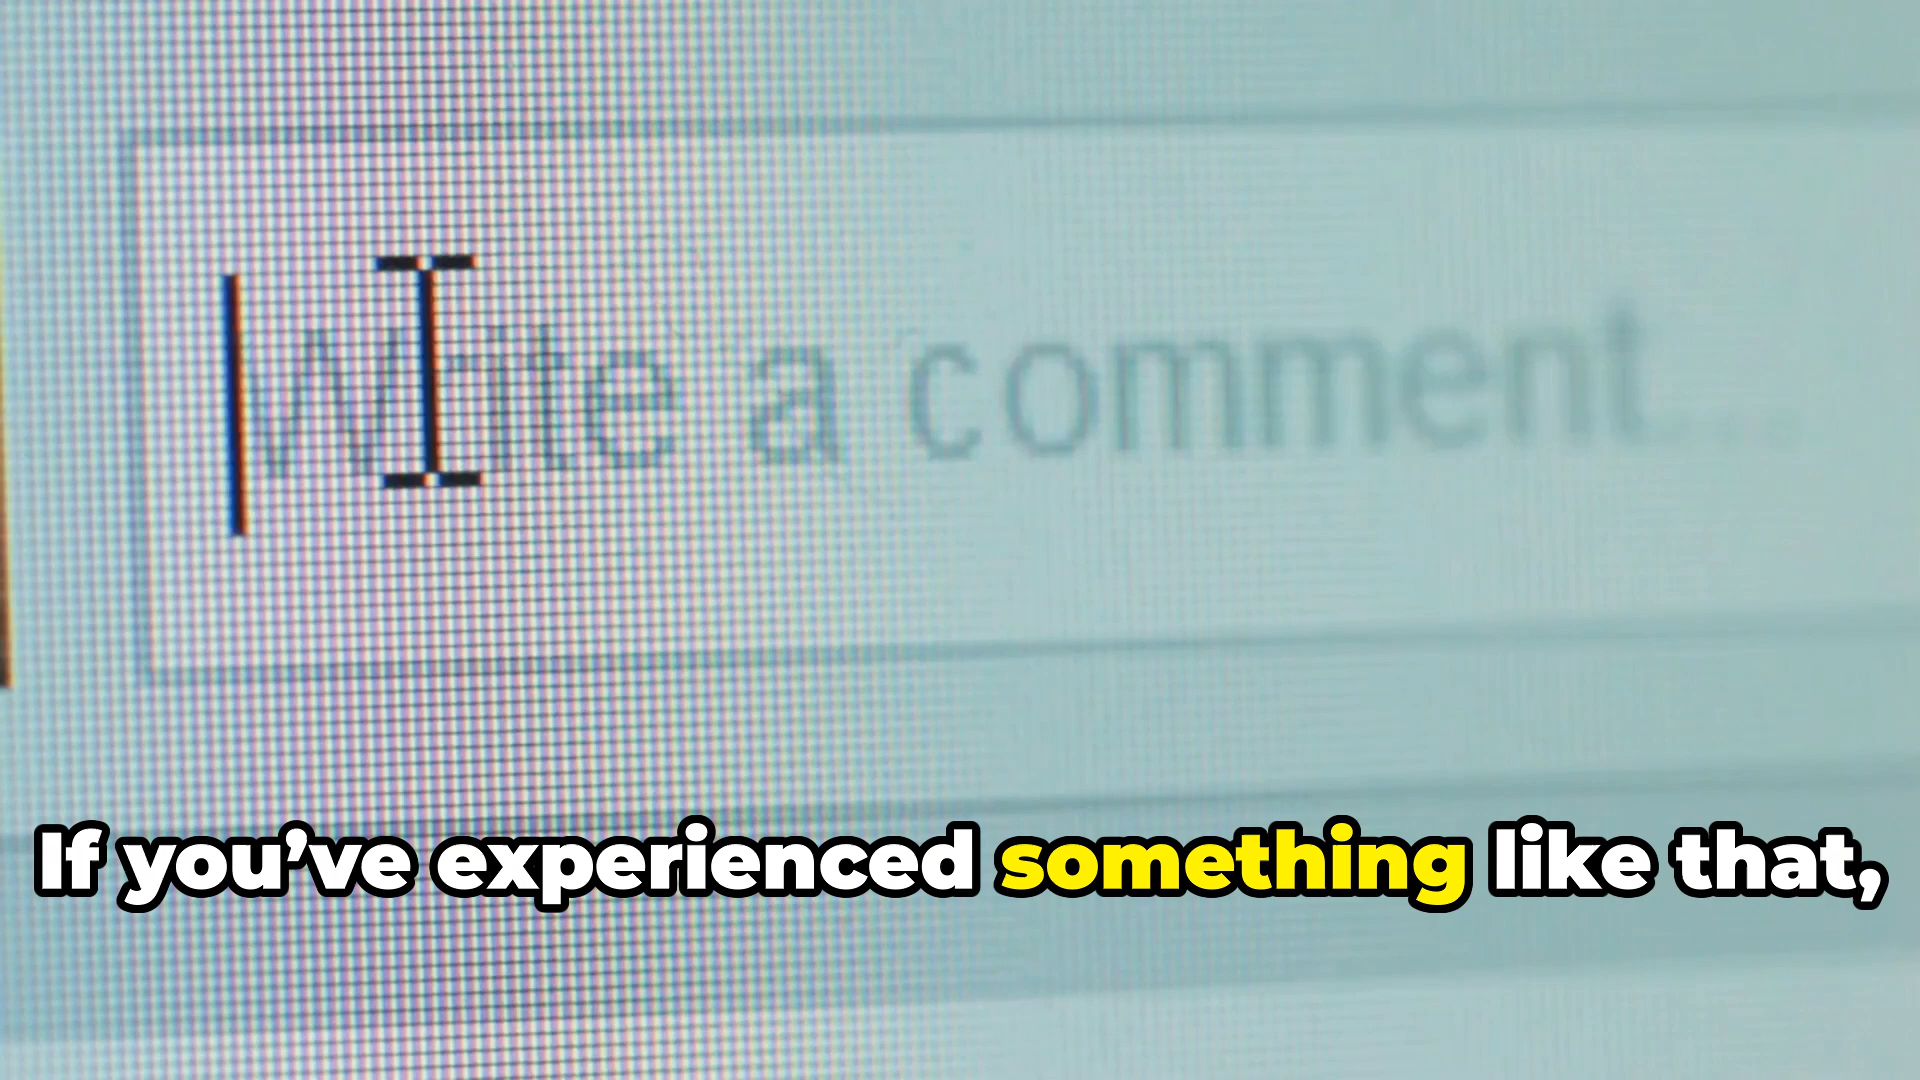 Write a comment...
If you’ve experienced something like that,